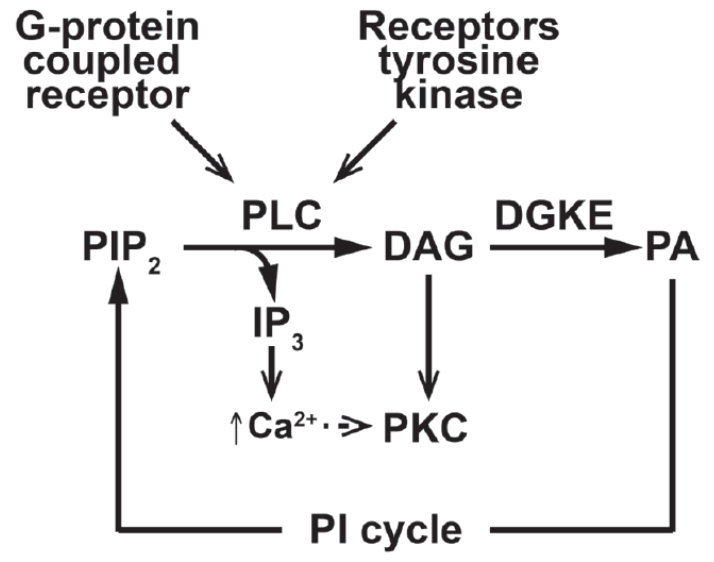 G-protein
coupled
receptor
Receptors
tyrosine
kinase
PLC
DGKE
PIP₂
DAG
PA
IP₃
↑Ca²⁺
PKC
PI cycle